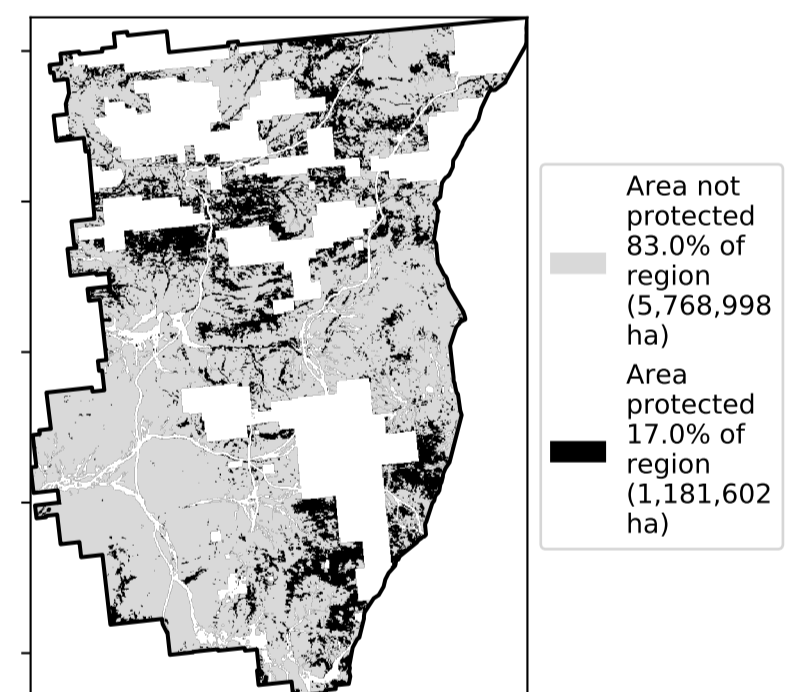 Area not
protected
83.0% of
region
(5,768,998
ha)
Area
protected
17.0% of
region
(1,181,602
ha)